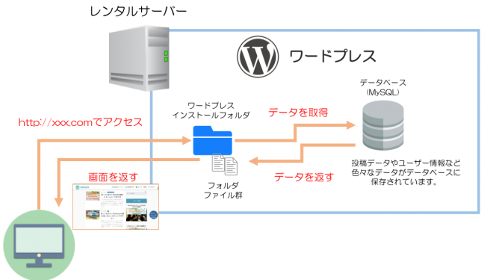 レンタルサーバー
ワードプレス
データベース
(MySQL)
ワードプレス
インストールフォルダ
http://xxx.comでアクセス
データを取得
画面を返す
フォルダ
ファイル群
データを返す
投稿データやユーザー情報など
色々なデータがデータベースに
保存されています。